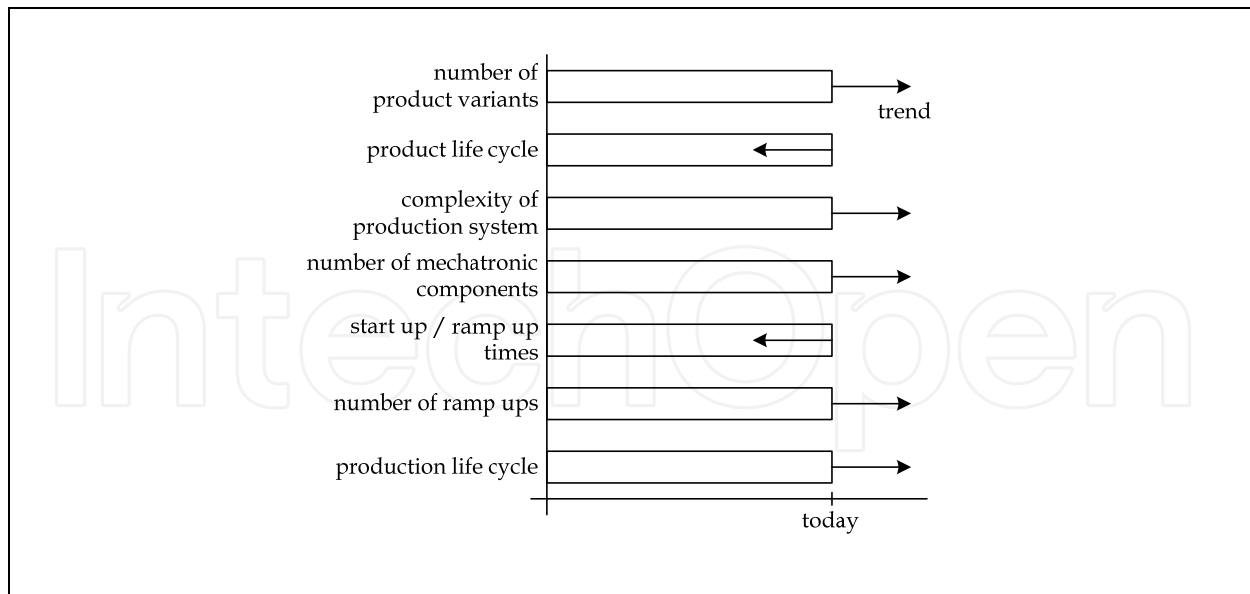 number of
product variants
trend
product life cycle
complexity of
production system
number of mechatronic
components
start up / ramp up
times
number of ramp ups
production life cycle
today
IntechOpen